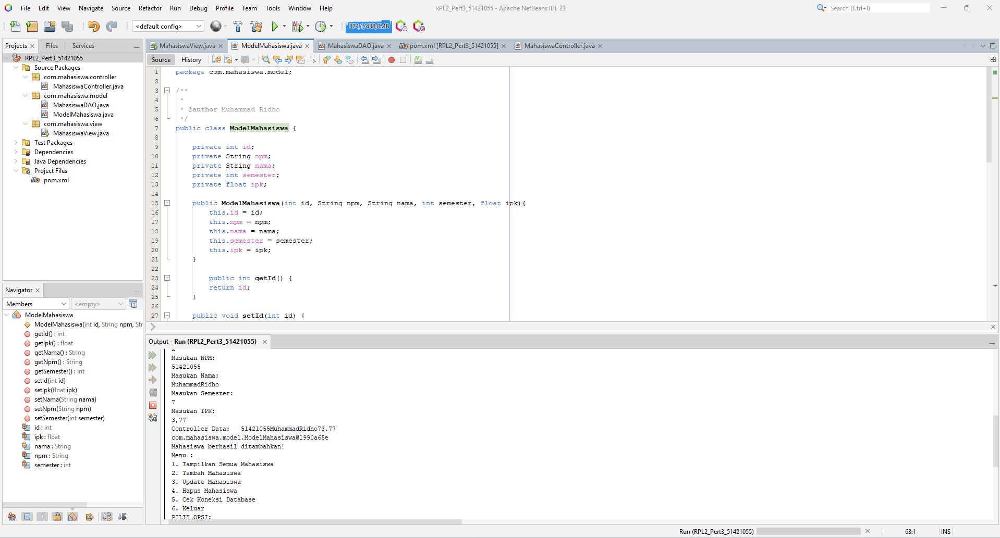 File Edit View Navigate Source Refactor Run Debug Profile Team Tools Window Help
RPL2_Pert3_51421055 - Apache NetBeans IDE 23
Search (Ctrl+I)
<default config>
374,1/438,0MB
Projects Files Services
RPL2_Pert3_51421055
Source Packages
com.mahasiswa.controller
MahasiswaController.java
com.mahasiswa.model
MahasiswaDAO.java
ModelMahasiswa.java
com.mahasiswa.view
MahasiswaView.java
Test Packages
Dependencies
Java Dependencies
Project Files
pom.xml
Navigator
Members
<empty>
ModelMahasiswa
ModelMahasiswa(int id, String npm, Str
getId() : int
getIpk() : float
getNama() : String
getNpm() : String
getSemester() : int
setId(int id)
setIpk(float ipk)
setNama(String nama)
setNpm(String npm)
setSemester(int semester)
id : int
ipk : float
nama : String
npm : String
semester : int
MahasiswaView.java ModelMahasiswa.java MahasiswaDAO.java pom.xml [RPL2_Pert3_51421055] MahasiswaController.java
Source History
1 package com.mahasiswa.model;
2
3 /**
4 *
5 * @author Muhammad Ridho
6 */
7 public class ModelMahasiswa {
8
9 private int id;
10 private String npm;
11 private String nama;
12 private int semester;
13 private float ipk;
14
15 public ModelMahasiswa(int id, String npm, String nama, int semester, float ipk){
16 this.id = id;
17 this.npm = npm;
18 this.nama = nama;
19 this.semester = semester;
20 this.ipk = ipk;
21 }
22
23 public int getId() {
24 return id;
25 }
26
27 public void setId(int id) {
Output - Run (RPL2_Pert3_51421055)
2
Masukan NPM:
51421055
Masukan Nama:
MuhammadRidho
Masukan Semester:
7
Masukan IPK:
3,77
Controller Data: 51421055MuhammadRidho73.77
com.mahasiswa.model.ModelMahasiswa@1990a65e
Mahasiswa berhasil ditambahkan!
Menu :
1. Tampilkan Semua Mahasiswa
2. Tambah Mahasiswa
3. Update Mahasiswa
4. Hapus Mahasiswa
5. Cek Koneksi Database
6. Keluar
PILIH OPSI:
Run (RPL2_Pert3_51421055)
63:1
INS